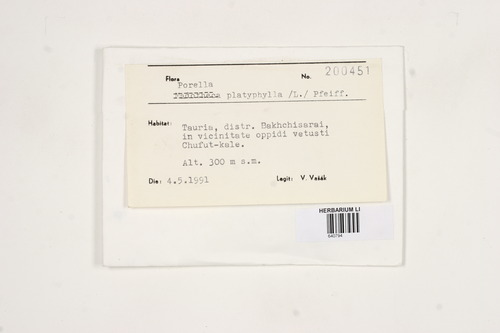 Flora
No. 200451
Porella
platyphylla /L./ Pfeiff.
Habitat:
Tauria, distr. Bakhchisarai,
in vicinitate oppidi vetusti
Chufut-kale.
Alt. 300 m s.m.
Die: 4.5.1991
Legit: V. Vašák
HERBARIUM LI
640794